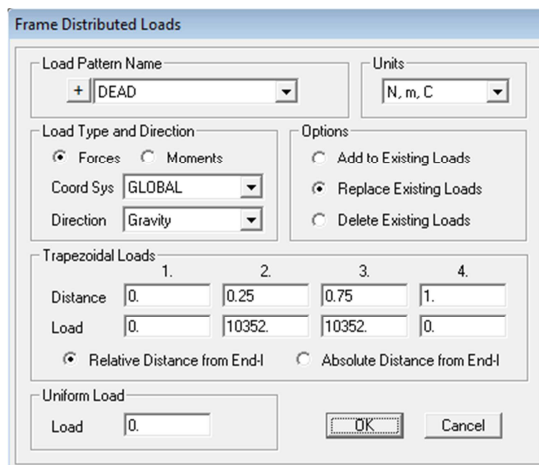 Frame Distributed Loads
Load Pattern Name
+ DEAD
Units
N, m, C
Load Type and Direction
Forces Moments
Coord Sys GLOBAL
Direction Gravity
Options
Add to Existing Loads
Replace Existing Loads
Delete Existing Loads
Trapezoidal Loads
1. 2. 3. 4.
Distance 0. 0.25 0.75 1.
Load 0. 10352. 10352. 0.
Relative Distance from End-I Absolute Distance from End-I
Uniform Load
Load 0.
OK Cancel